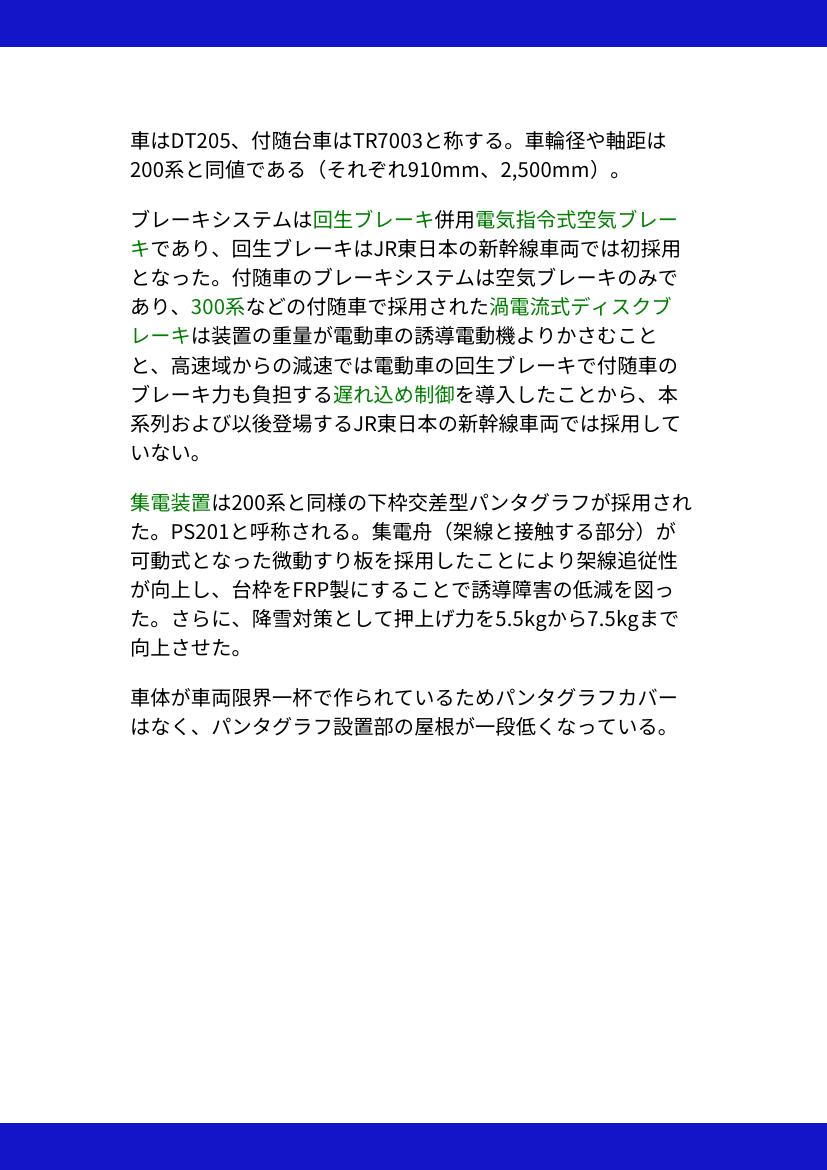 車はDT205、付随台車はTR7003と称する。車輪径や軸距は
200系と同値である（それぞれ910mm、2,500mm）。
ブレーキシステムは回生ブレーキ併用電気指令式空気ブレー
キであり、回生ブレーキはJR東日本の新幹線車両では初採用
となった。付随車のブレーキシステムは空気ブレーキのみで
あり、300系などの付随車で採用された渦電流式ディスクブ
レーキは装置の重量が電動車の誘導電動機よりかさむこと
と、高速域からの減速では電動車の回生ブレーキで付随車の
ブレーキ力も負担する遅れ込め制御を導入したことから、本
系列および以後登場するJR東日本の新幹線車両では採用して
いない。
集電装置は200系と同様の下枠交差型パンタグラフが採用され
た。PS201と呼称される。集電舟（架線と接触する部分）が
可動式となった微動すり板を採用したことにより架線追従性
が向上し、台枠をFRP製にすることで誘導障害の低減を図っ
た。さらに、降雪対策として押上げ力を5.5kgから7.5kgまで
向上させた。
車体が車両限界一杯で作られているためパンタグラフカバー
はなく、パンタグラフ設置部の屋根が一段低くなっている。